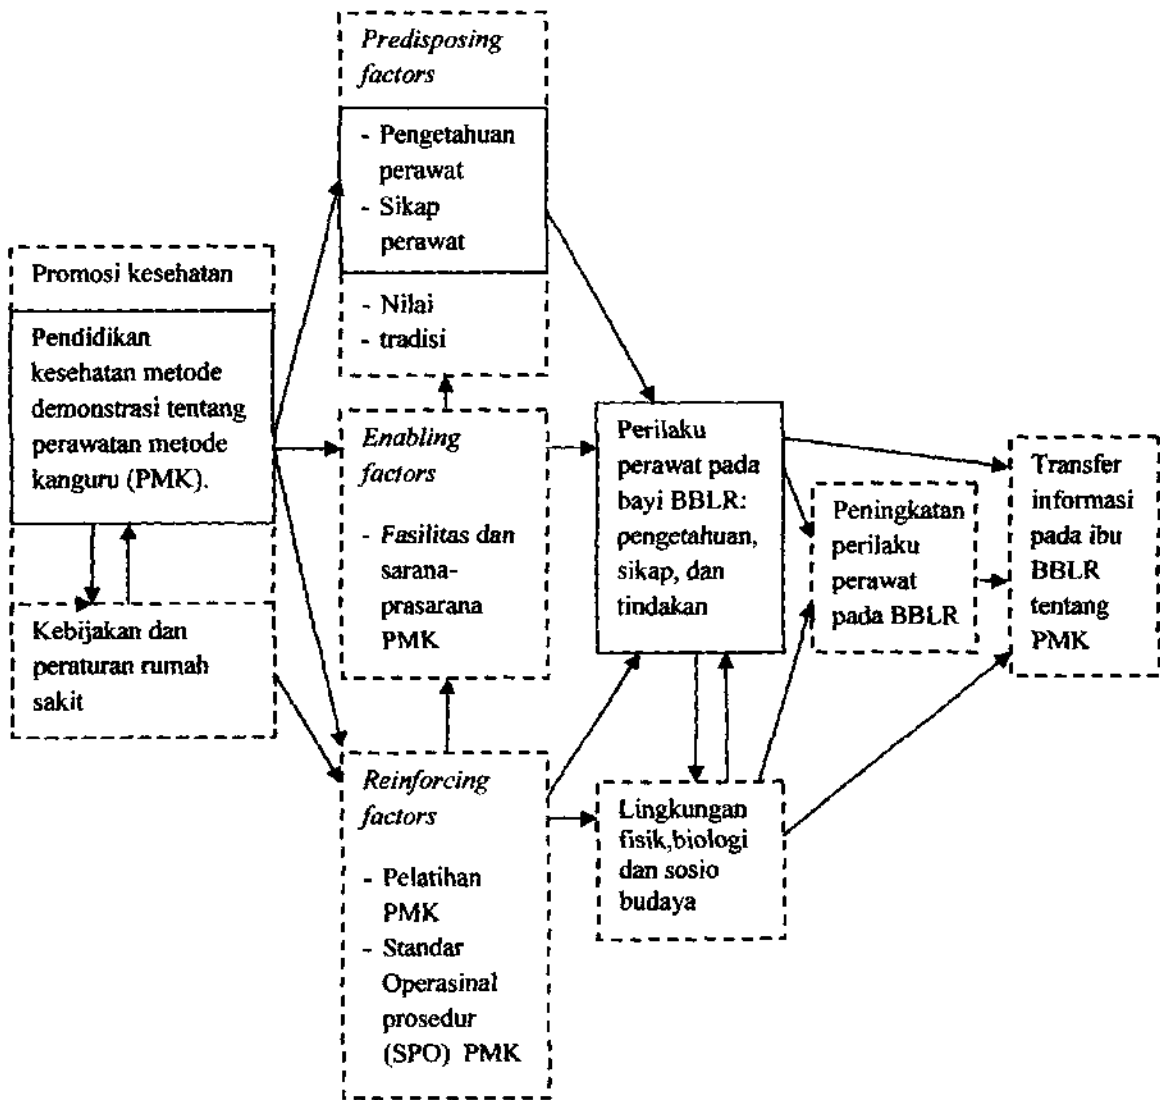 Predisposing
factors
- Pengetahuan
perawat
- Sikap
perawat
- Nilai
- tradisi
Promosi kesehatan
Pendidikan
kesehatan metode
demonstrasi tentang
perawatan metode
kanguru (PMK).
Kebijakan dan
peraturan rumah
sakit
Enabling
factors
- Fasilitas dan
sarana-
prasarana
PMK
Reinforcing
factors
- Pelatihan
PMK
- Standar
Operasinal
prosedur
(SPO) PMK
Perilaku
perawat pada
bayi BBLR:
pengetahuan,
sikap, dan
tindakan
Lingkungan
fisik,biologi
dan sosio
budaya
Peningkatan
perilaku
perawat
pada BBLR
Transfer
informasi
pada ibu
BBLR
tentang
PMK